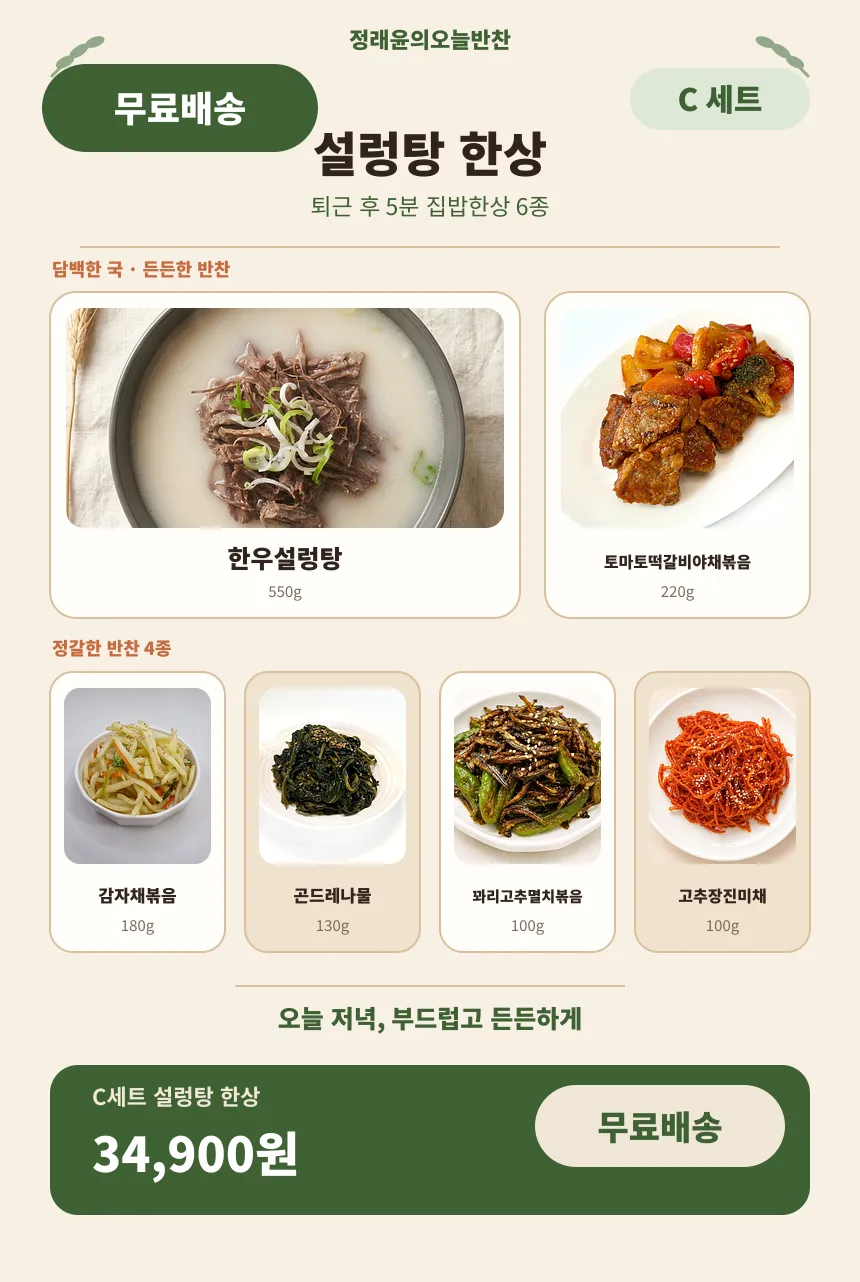 정래윤의오늘반찬
무료배송
C 세트
설렁탕 한상
퇴근 후 5분 집밥한상 6종
담백한 국 · 든든한 반찬
한우설렁탕
550g
토마토떡갈비야채볶음
220g
정갈한 반찬 4종
감자채볶음
180g
곤드레나물
130g
꽈리고추멸치볶음
100g
고추장진미채
100g
오늘 저녁, 부드럽고 든든하게
C세트 설렁탕 한상
34,900원
무료배송